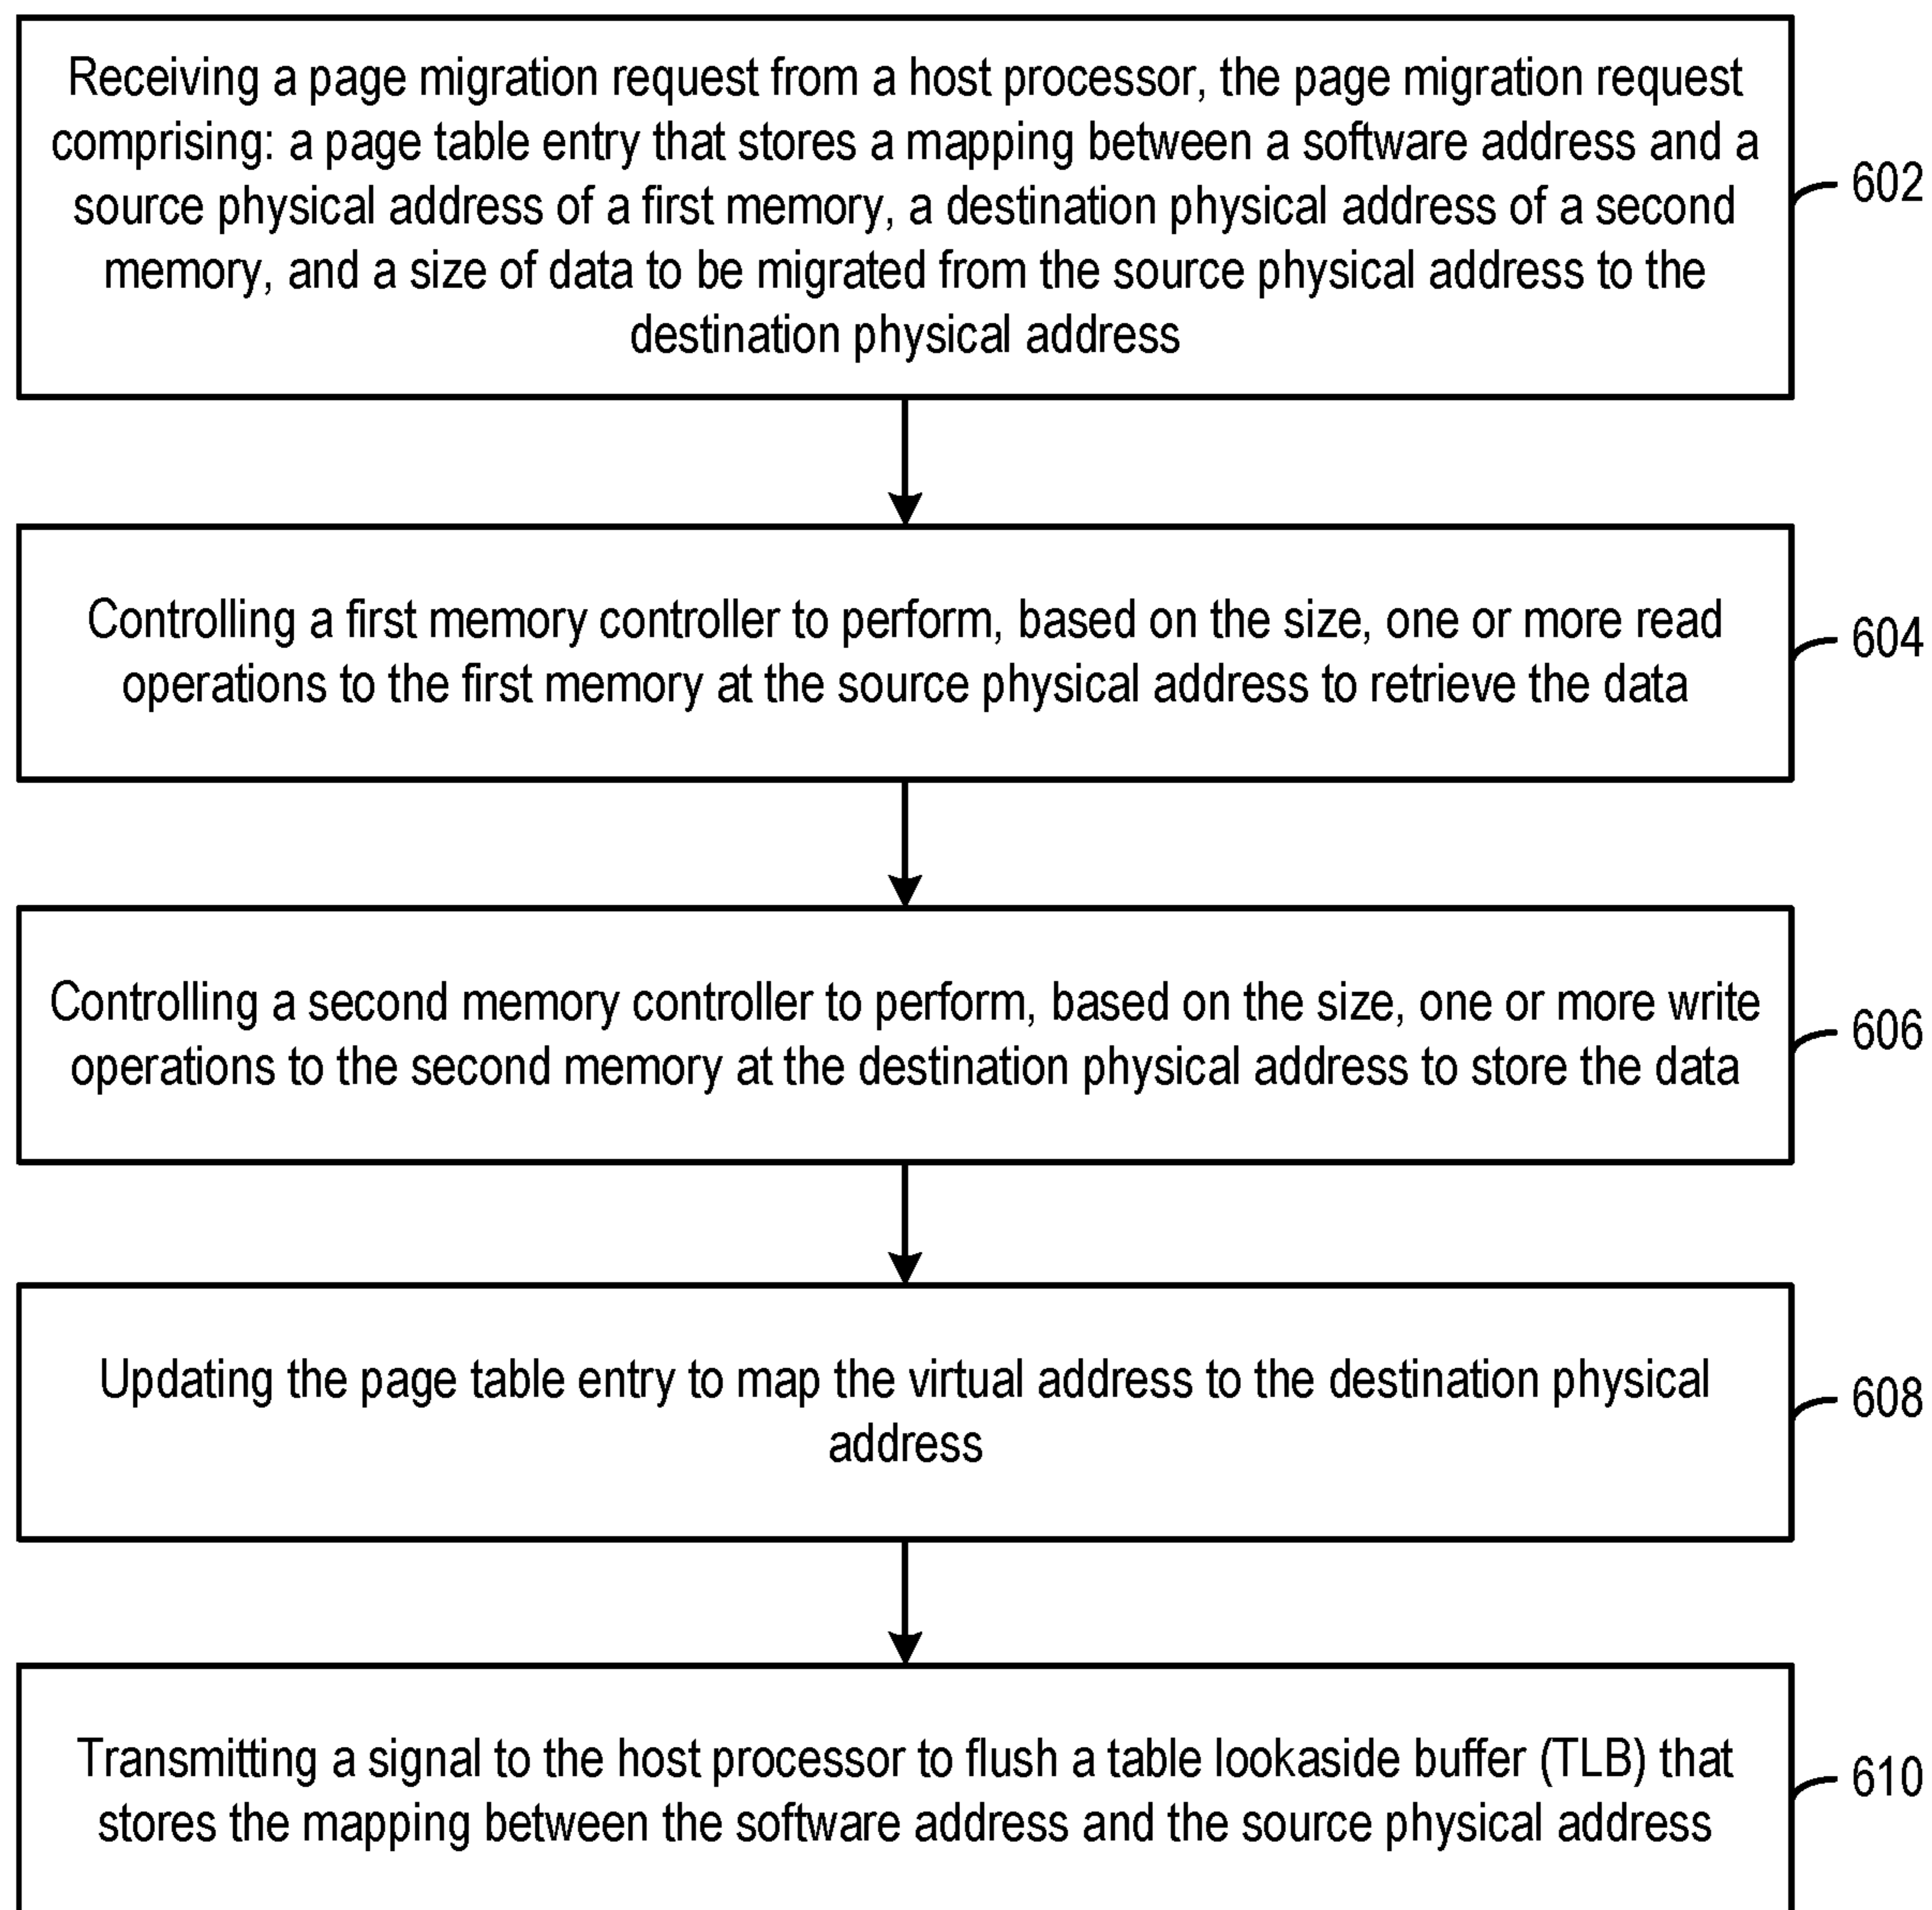 Receiving a page migration request from a host processor, the page migration request
comprising: a page table entry that stores a mapping between a software address and a
source physical address of a first memory, a destination physical address of a second
memory, and a size of data to be migrated from the source physical address to the
destination physical address
602
Controlling a first memory controller to perform, based on the size, one or more read
operations to the first memory at the source physical address to retrieve the data
604
Controlling a second memory controller to perform, based on the size, one or more write
operations to the second memory at the destination physical address to store the data
606
Updating the page table entry to map the virtual address to the destination physical
address
608
Transmitting a signal to the host processor to flush a table lookaside buffer (TLB) that
stores the mapping between the software address and the source physical address
610